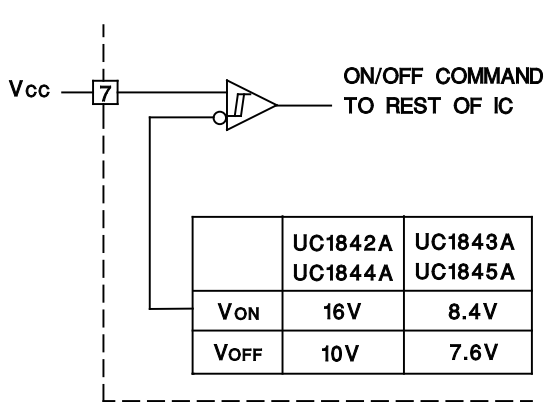 ON/OFF COMMAND
Vcc 7 TO REST OF IC
UC1842A UC1843A
UC1844A UC1845A
VON 16V 8.4V
VOFF 10V 7.6V